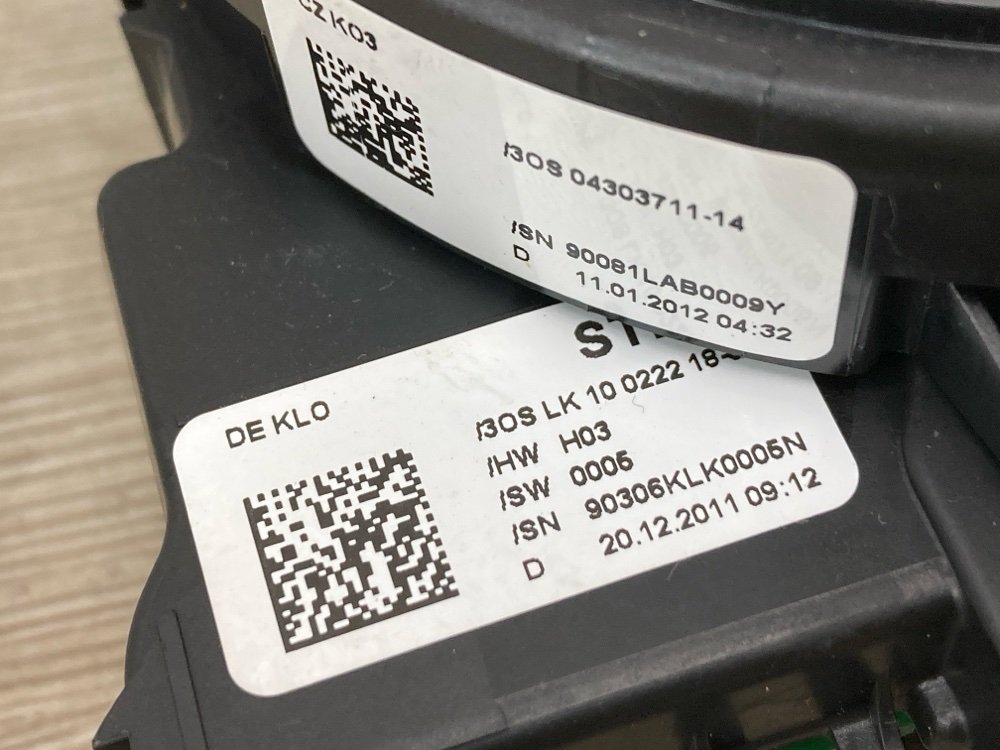 CZ K03
/3OS 04303711-14
/SN 90081LAB0009Y
D 11.01.2012 04:32
DE KLO
/3OS LK 10 0222 18
/HW H03
/SW 0005
/SN 90306KLK0005N
D 20.12.2011 09:12